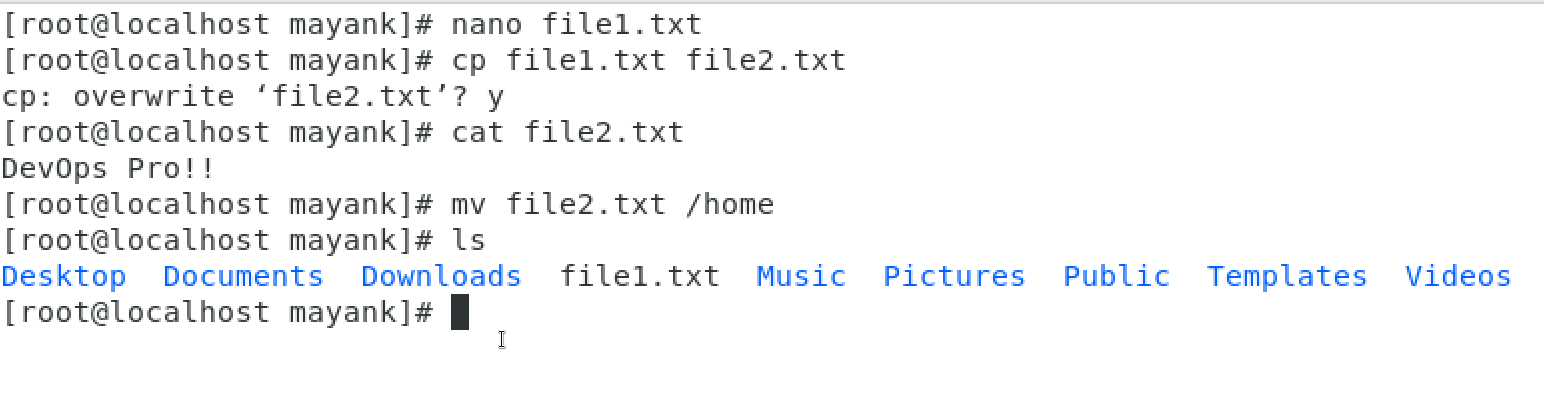 [root@localhost mayank]# nano file1.txt
[root@localhost mayank]# cp file1.txt file2.txt
cp: overwrite ‘file2.txt’? y
[root@localhost mayank]# cat file2.txt
DevOps Pro!!
[root@localhost mayank]# mv file2.txt /home
[root@localhost mayank]# ls
Desktop  Documents  Downloads  file1.txt  Music  Pictures  Public  Templates  Videos
[root@localhost mayank]#